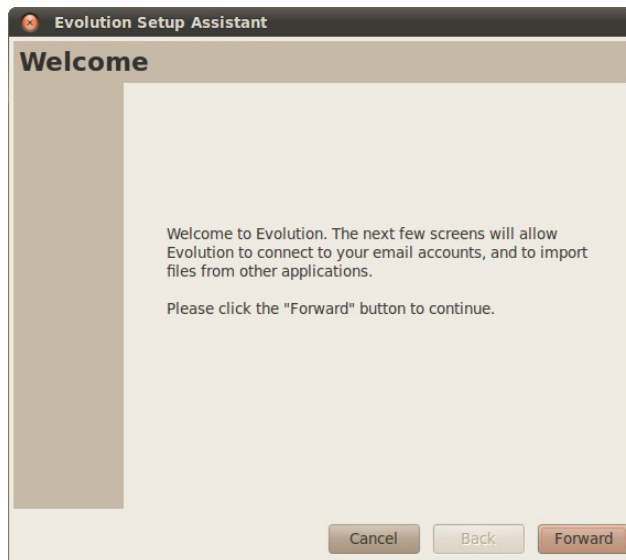 Evolution Setup Assistant
Welcome
Welcome to Evolution. The next few screens will allow
Evolution to connect to your email accounts, and to import
files from other applications.
Please click the "Forward" button to continue.
Cancel
Back
Forward